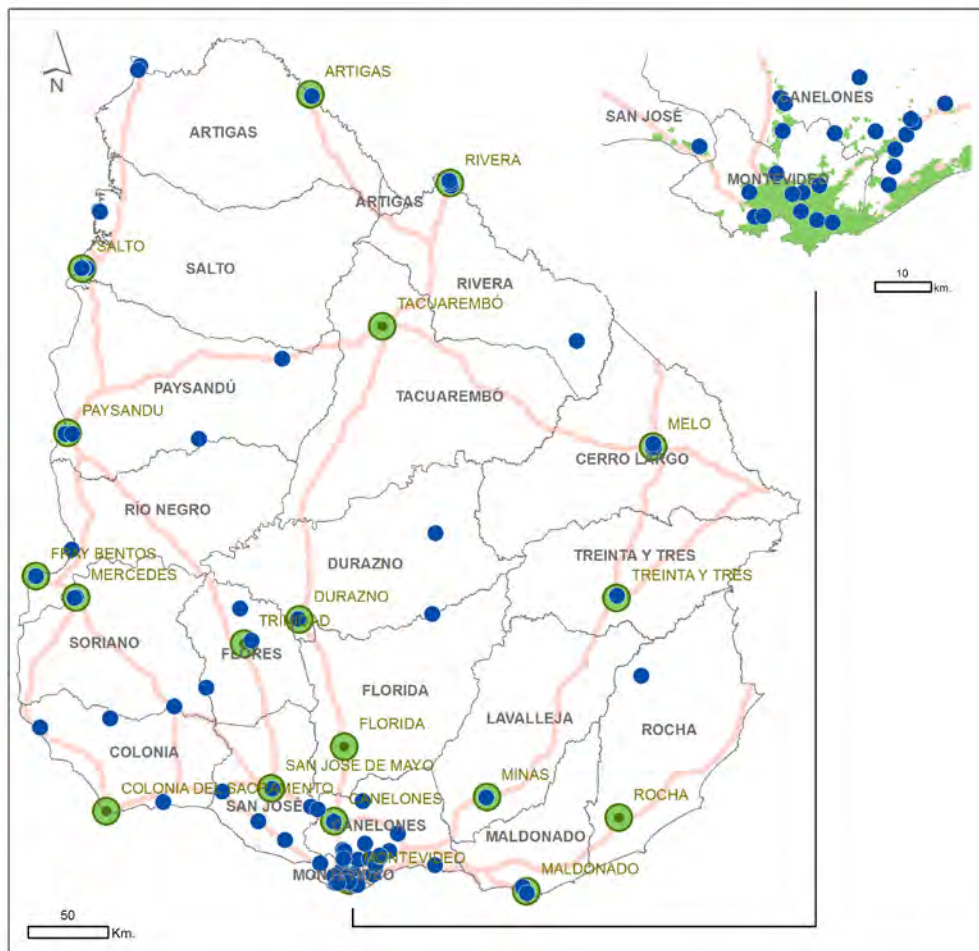 N
ARTIGAS
ARTIGAS
RIVERA
ARTIGAS
SALTO
SALTO
RIVERA
TACUAREMBÓ
PAYSANDÚ
TACUAREMBÓ
PAYSANDU
MELO
CERRO LARGO
RÍO NEGRO
FRAY BENTOS
MERCEDES
DURAZNO
TREINTA Y TRES
TREINTA Y TRES
DURAZNO
TRINIDAD
SORIANO
FLORES
FLORIDA
LAVALLEJA
ROCHA
FLORIDA
COLONIA
SAN JOSE DE MAYO
COLONIA DEL SACRAMENTO
MINAS
SAN JOSÉ
CANELONES
ROCHA
CANELONES
MALDONADO
MONTEVIDEO
MALDONADO
MONTEVIDEO
50
Km.
CANELONES
SAN JOSÉ
MONTEVIDEO
10
km.